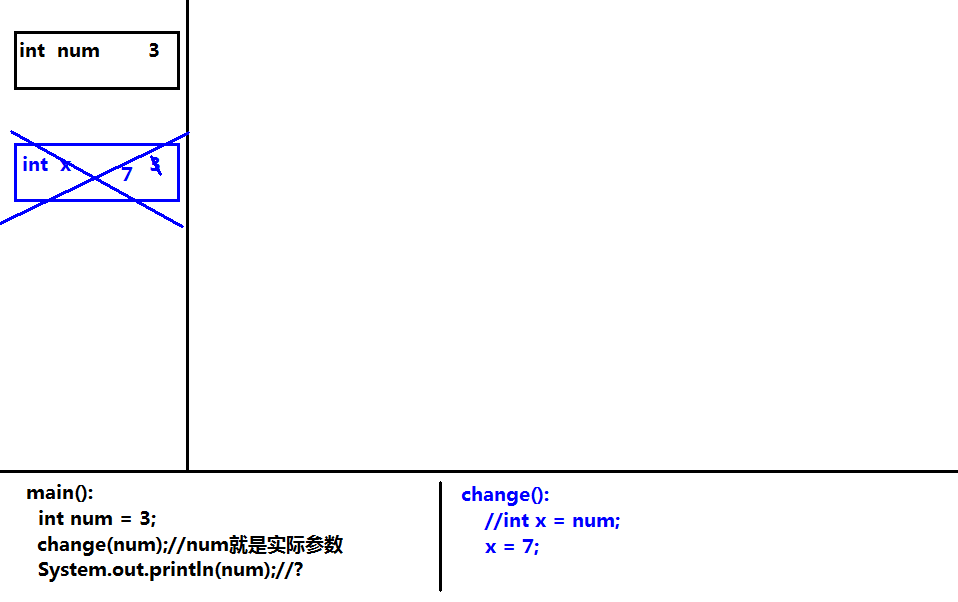 int num 3
int x 7 3
main():
int num = 3;
change(num);//num就是实际参数
System.out.println(num);//?
change():
//int x = num;
x = 7;